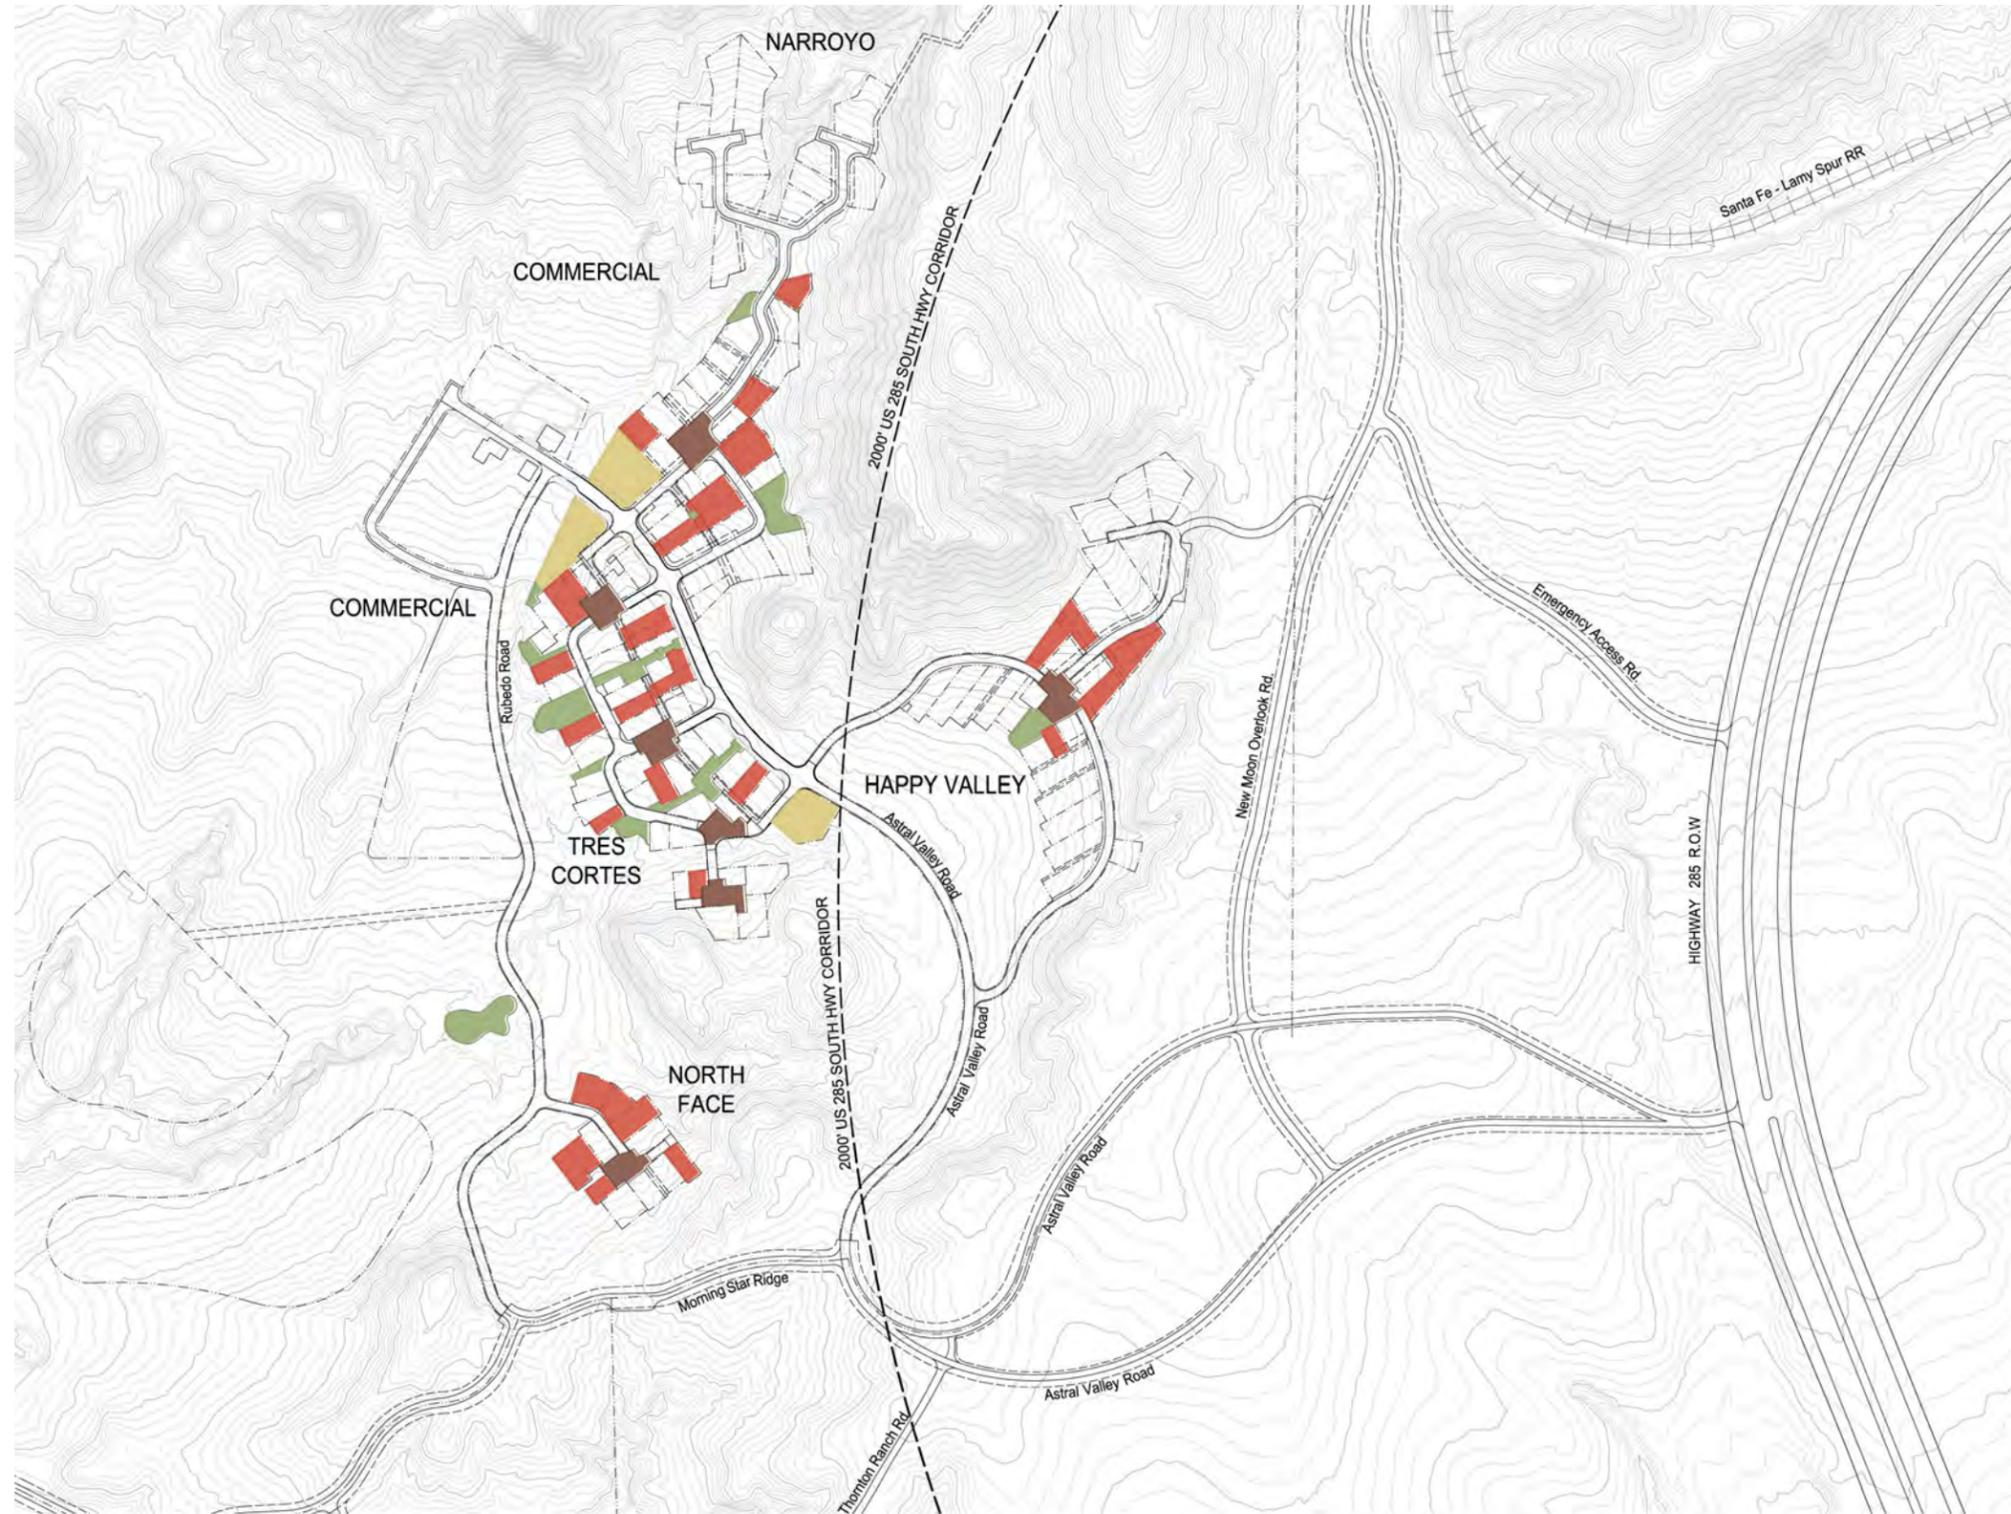 NARROYO
Santa Fe - Lamy Spur RR
COMMERCIAL
2000' US 285 SOUTH HWY CORRIDOR
COMMERCIAL
Emergency Access Rd.
Rubedo Road
New Moon Overlook Rd.
HAPPY VALLEY
Astral Valley Road
TRES
CORTES
HIGHWAY 285 R.O.W
2000' US 285 SOUTH HWY CORRIDOR
Astral Valley Road
NORTH
FACE
Astral Valley Road
Morning Star Ridge
Astral Valley Road
Thornton Ranch Rd.